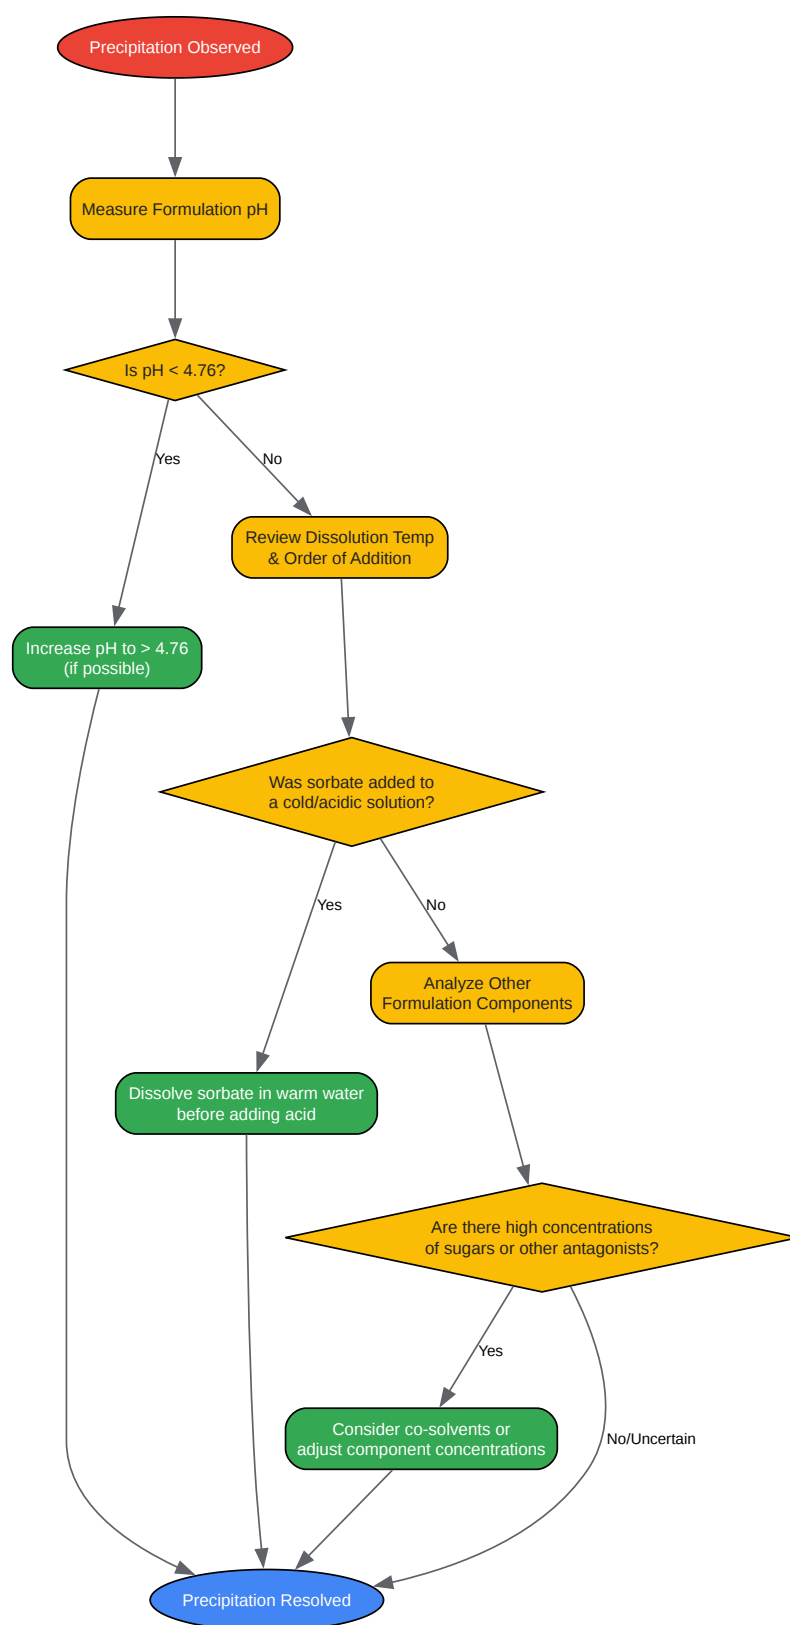 Precipitation Observed
Measure Formulation pH
Is pH < 4.76?
Yes
No
Review Dissolution Temp
& Order of Addition
Increase pH to > 4.76
(if possible)
Was sorbate added to
a cold/acidic solution?
Yes
No
Analyze Other
Formulation Components
Dissolve sorbate in warm water
before adding acid
Are there high concentrations
of sugars or other antagonists?
Yes
Consider co-solvents or
adjust component concentrations
No/Uncertain
Precipitation Resolved